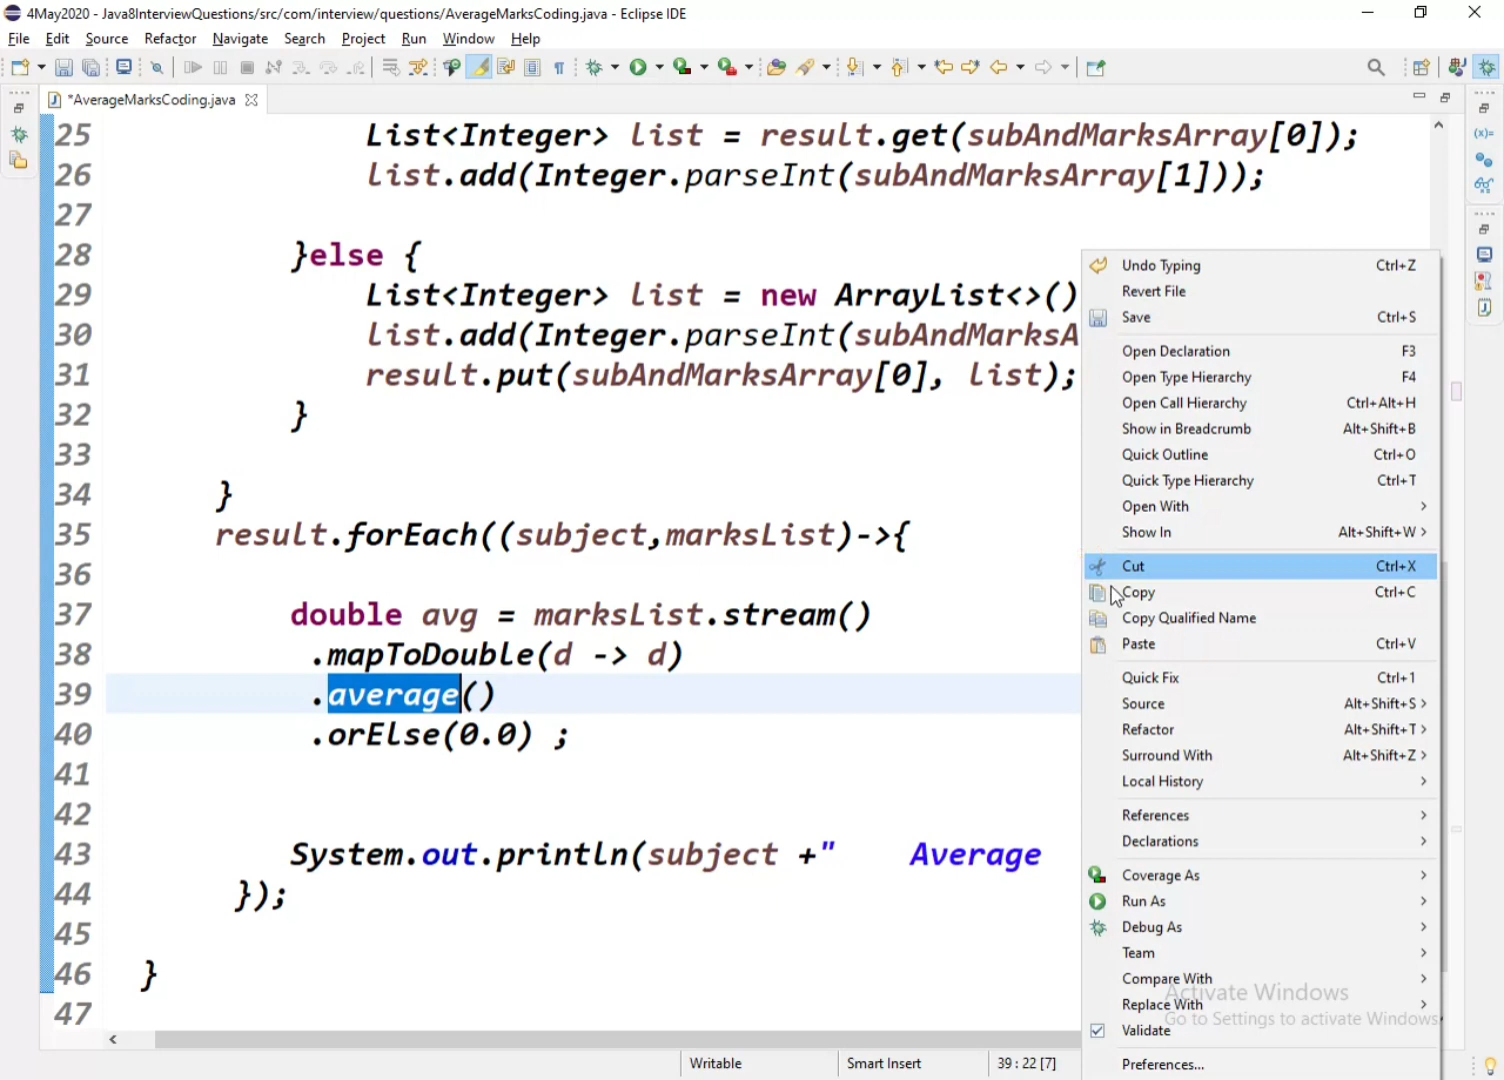 4May2020 - Java8InterviewQuestions/src/com/interview/questions/AverageMarksCoding.java - Eclipse IDE
File Edit Source Refactor Navigate Search Project Run Window Help
*AverageMarksCoding.java
25 List<Integer> list = result.get(subAndMarksArray[0]);
26 list.add(Integer.parseInt(subAndMarksArray[1]));
27
28 }else {
29 List<Integer> list = new ArrayList<>()
30 list.add(Integer.parseInt(subAndMarksA
31 result.put(subAndMarksArray[0], list);
32 }
33
34 }
35 result.forEach((subject,marksList)->{
36
37 double avg = marksList.stream()
38 .mapToDouble(d -> d)
39 .average()
40 .orElse(0.0) ;
41
42
43 System.out.println(subject +" Average
44 });
45
46 }
47
Undo Typing Ctrl+Z
Revert File
Save Ctrl+S
Open Declaration F3
Open Type Hierarchy F4
Open Call Hierarchy Ctrl+Alt+H
Show in Breadcrumb Alt+Shift+B
Quick Outline Ctrl+O
Quick Type Hierarchy Ctrl+T
Open With >
Show In Alt+Shift+W >
Cut Ctrl+X
Copy Ctrl+C
Copy Qualified Name
Paste Ctrl+V
Quick Fix Ctrl+1
Source Alt+Shift+S >
Refactor Alt+Shift+T >
Surround With Alt+Shift+Z >
Local History >
References >
Declarations >
Coverage As >
Run As >
Debug As >
Team >
Compare With >
Replace With >
Validate
Preferences...
Activate Windows
Go to Settings to activate Windows.
Writable Smart Insert 39 : 22 [7]